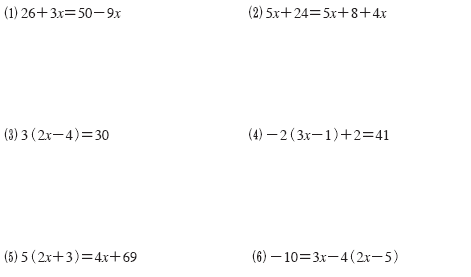 (1) 26+3x=50−9x
(2) 5x+24=5x+8+4x
(3) 3(2x−4)=30
(4) −2(3x−1)+2=41
(5) 5(2x+3)=4x+69
(6) −10=3x−4(2x−5)